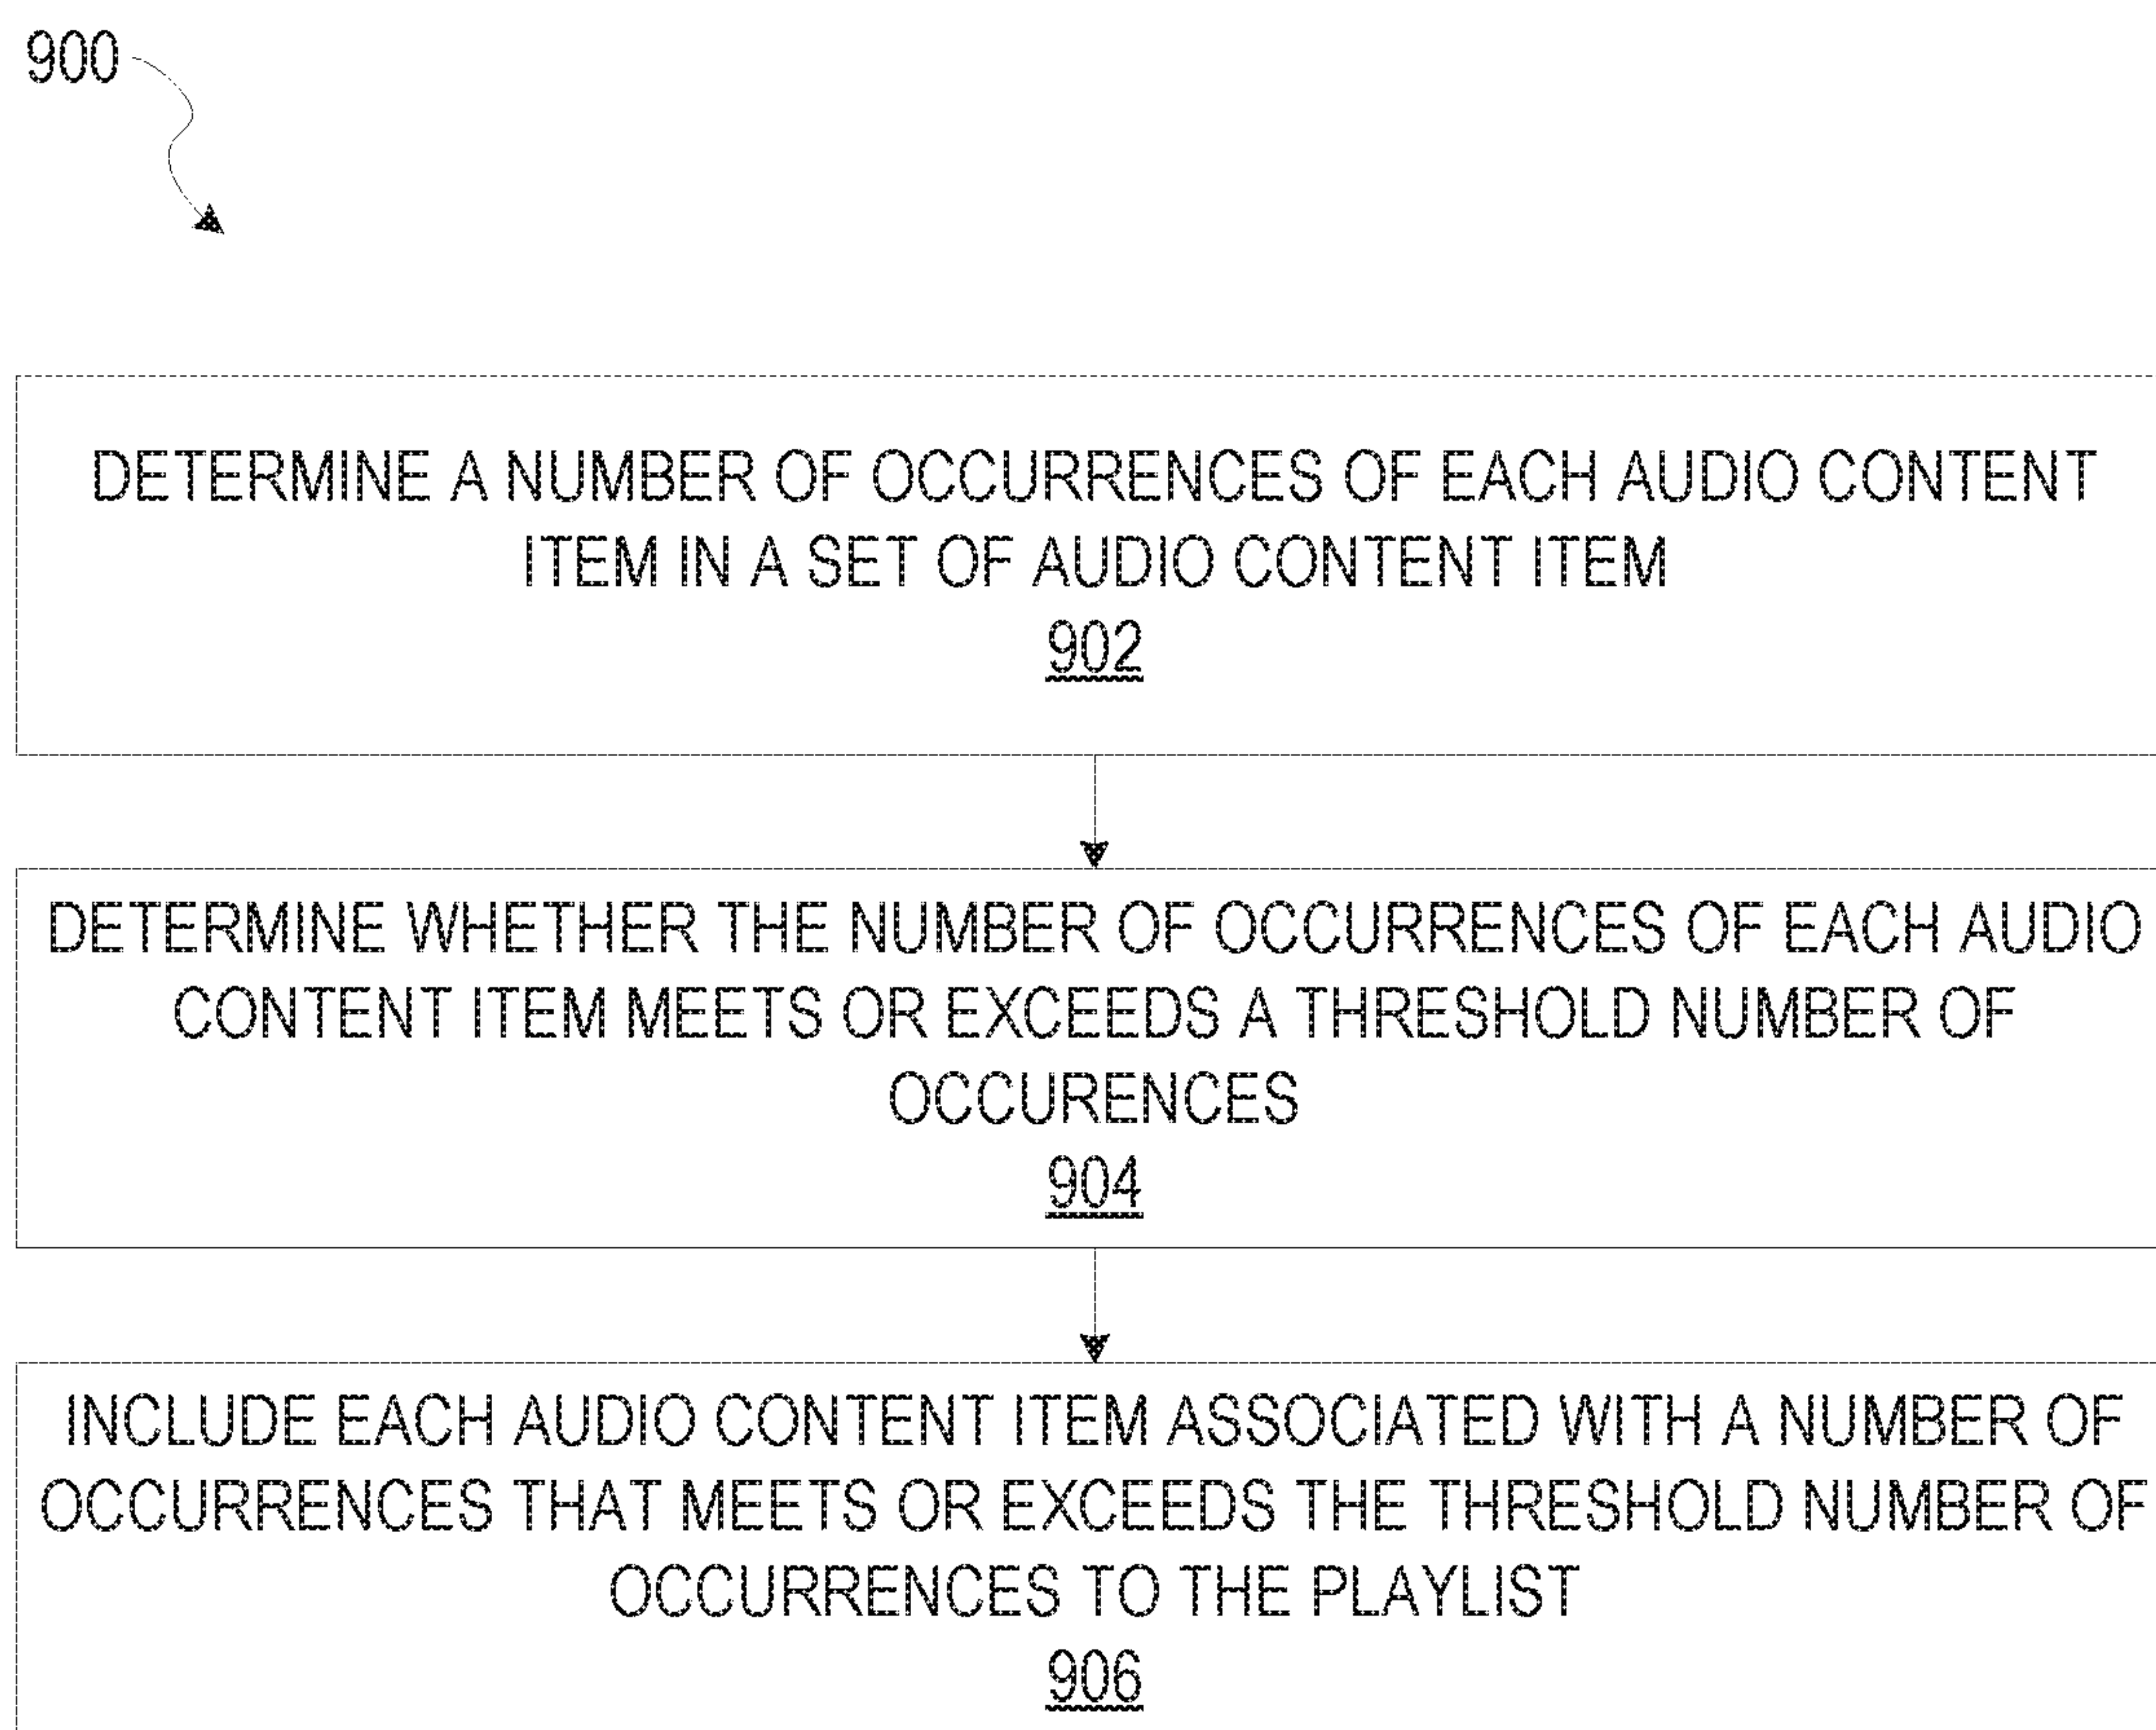 900
DETERMINE A NUMBER OF OCCURRENCES OF EACH AUDIO CONTENT
ITEM IN A SET OF AUDIO CONTENT ITEM
902
DETERMINE WHETHER THE NUMBER OF OCCURRENCES OF EACH AUDIO
CONTENT ITEM MEETS OR EXCEEDS A THRESHOLD NUMBER OF
OCCURENCES
904
INCLUDE EACH AUDIO CONTENT ITEM ASSOCIATED WITH A NUMBER OF
OCCURRENCES THAT MEETS OR EXCEEDS THE THRESHOLD NUMBER OF
OCCURRENCES TO THE PLAYLIST
906